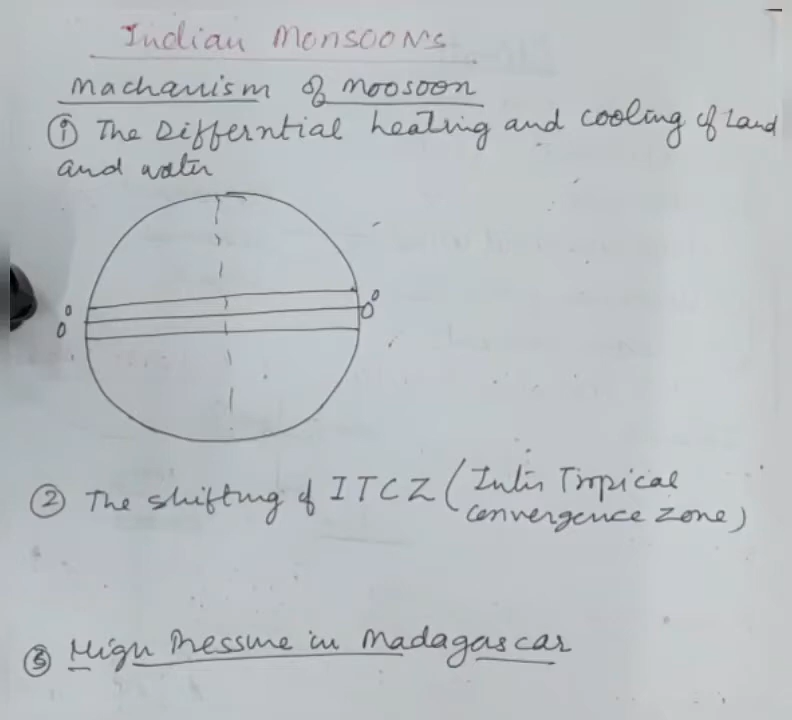 Indian Monsoons
Machanism of Moosoon
① The Differntial heating and cooling of Land
and water
0° 0°
② The shifting of ITCZ (Inter Tropical
convergence zone)
③ High Pressure in Madagascar